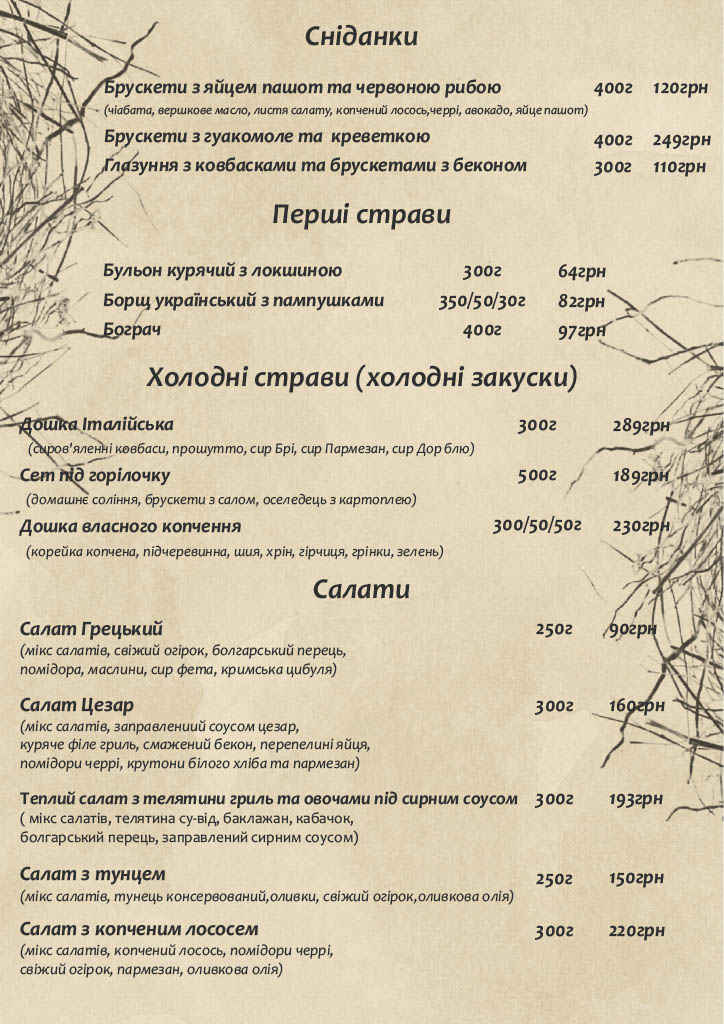 Сніданки
Брускети з яйцем пашот та червоною рибою 400г 120грн
(чіабата, вершкове масло, листя салату, копчений лосось,черрі, авокадо, яйце пашот)
Брускети з гуакомоле та креветкою 400г 249грн
Глазуння з ковбасками та брускетами з беконом 300г 110грн
Перші страви
Бульон курячий з локшиною 300г 64грн
Борщ український з пампушками 350/50/30г 82грн
Бограч 400г 97грн
Холодні страви (холодні закуски)
Дошка Італійська 300г 289грн
(сиров'яленні ковбаси, прошутто, сир Брі, сир Пармезан, сир Дор блю)
Сет під горілочку 500г 189грн
(домашнє соління, брускети з салом, оселедець з картоплею)
Дошка власного копчення 300/50/50г 230грн
(корейка копчена, підчеревинна, шия, хрін, гірчиця, грінки, зелень)
Салати
Салат Грецький 250г 90грн
(мікс салатів, свіжий огірок, болгарський перець,
помідора, маслини, сир фета, кримська цибуля)
Салат Цезар 300г 160грн
(мікс салатів, заправлениий соусом цезар,
куряче філе гриль, смажений бекон, перепелині яйця,
помідори черрі, крутони білого хліба та пармезан)
Теплий салат з телятини гриль та овочами під сирним соусом 300г 193грн
( мікс салатів, телятина су-від, баклажан, кабачок,
болгарський перець, заправлений сирним соусом)
Салат з тунцем 250г 150грн
(мікс салатів, тунець консервований,оливки, свіжий огірок,оливкова олія)
Салат з копченим лососем 300г 220грн
(мікс салатів, копчений лосось, помідори черрі,
свіжий огірок, пармезан, оливкова олія)